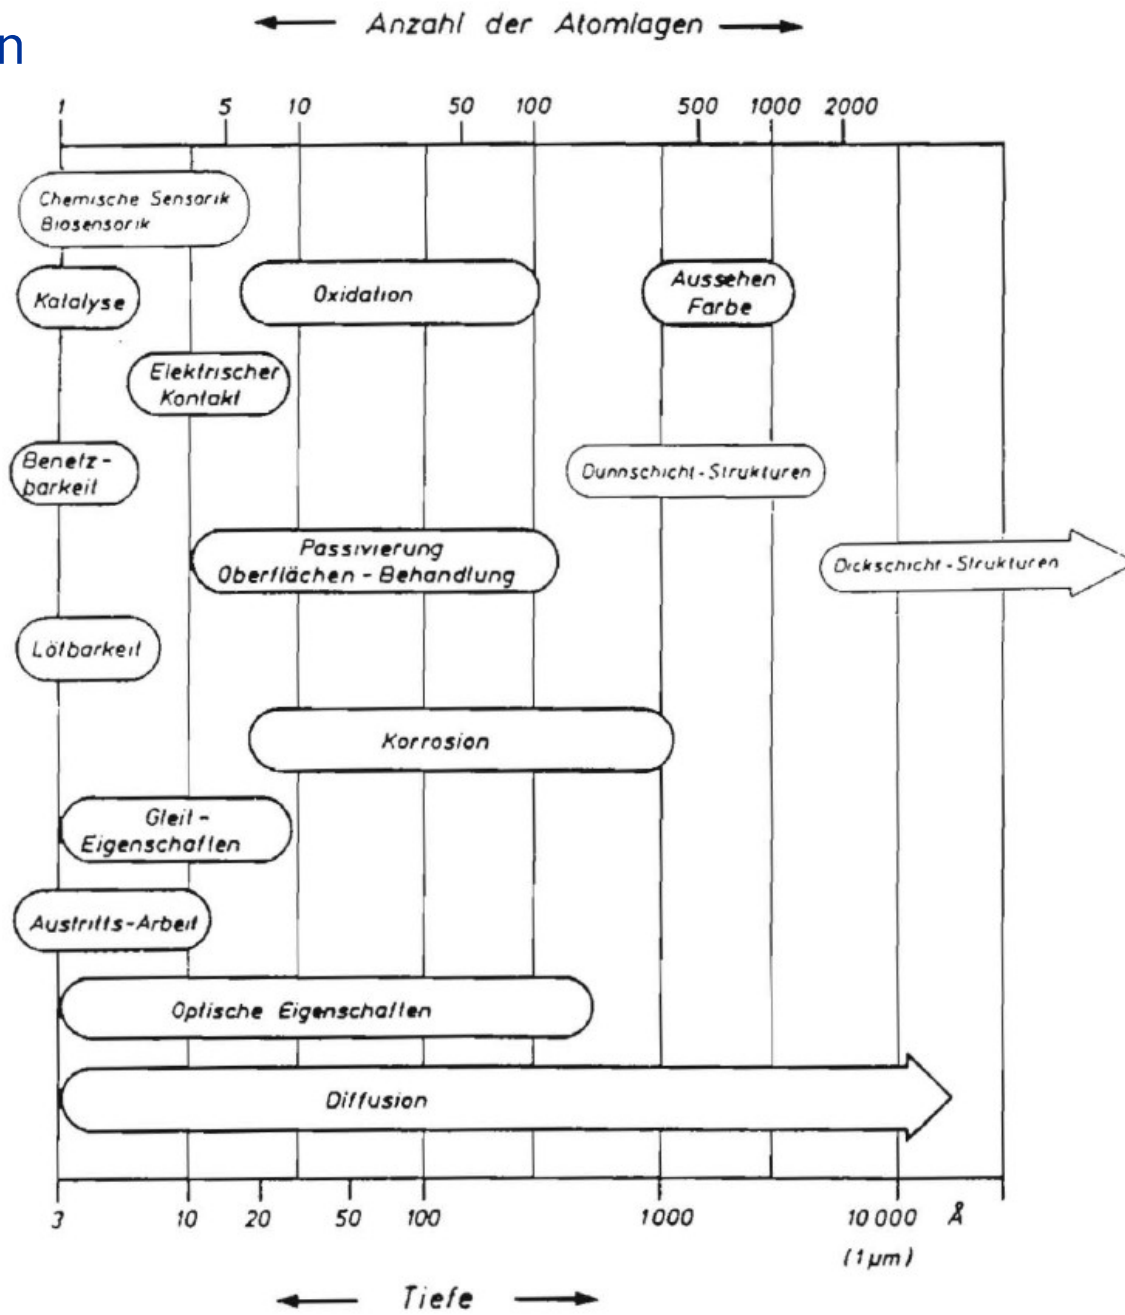 Anzahl der Atomlagen
n
1 5 10 50 100 500 1000 2000
Chemische Sensorik
Biosensorik
Katalyse
Oxidation
Aussehen
Farbe
Elektrischer
Kontakt
Benetz-
barkeit
Dunnschicht-Strukturen
Passivierung
Oberflächen-Behandlung
Dickschicht-Strukturen
Lötbarkeit
Korrosion
Gleit-
Eigenschaften
Austritts-Arbeit
Optische Eigenschaften
Diffusion
3 10 20 50 100 1000 10 000 Å
(1 µm)
Tiefe